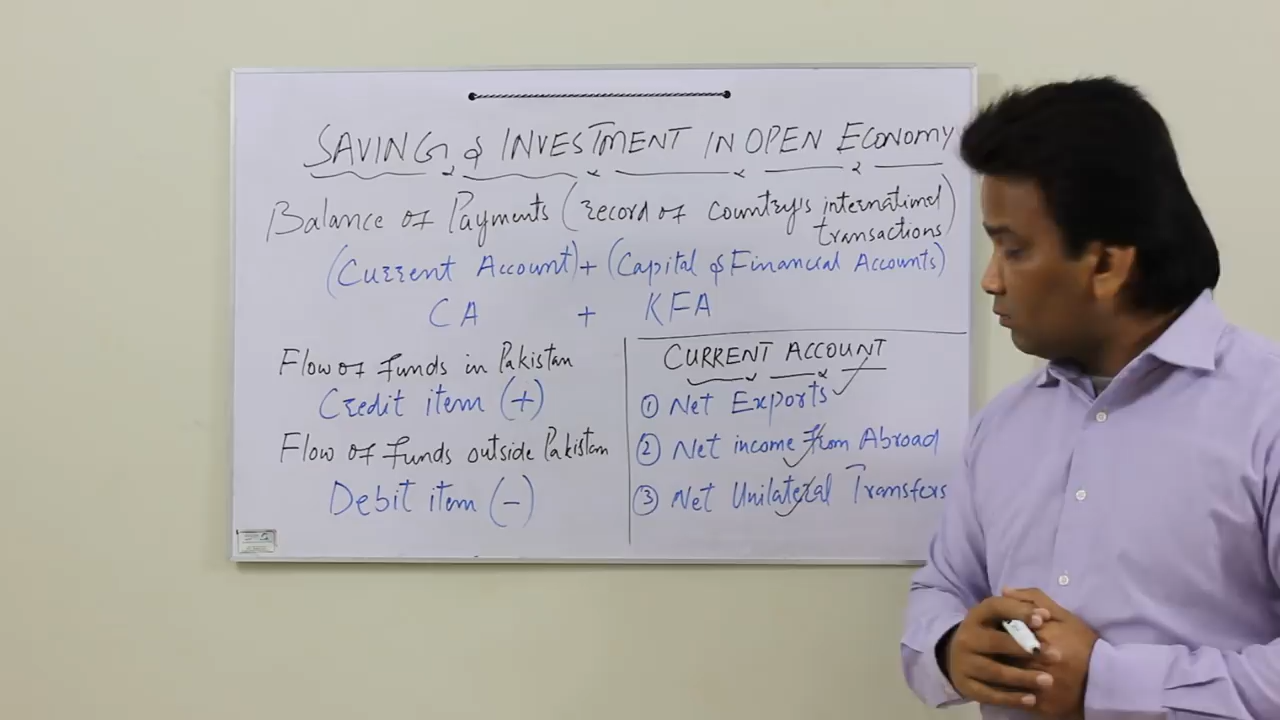 SAVING & INVESTMENT IN OPEN ECONOMY
Balance of Payments (record of country's international
transactions)
(Current Account) + (Capital & Financial Accounts)
CA + KFA
Flow of funds in Pakistan
Credit item (+)
Flow of funds outside Pakistan
Debit item (-)
CURRENT ACCOUNT
① Net Exports
② Net income from Abroad
③ Net Unilateral Transfers